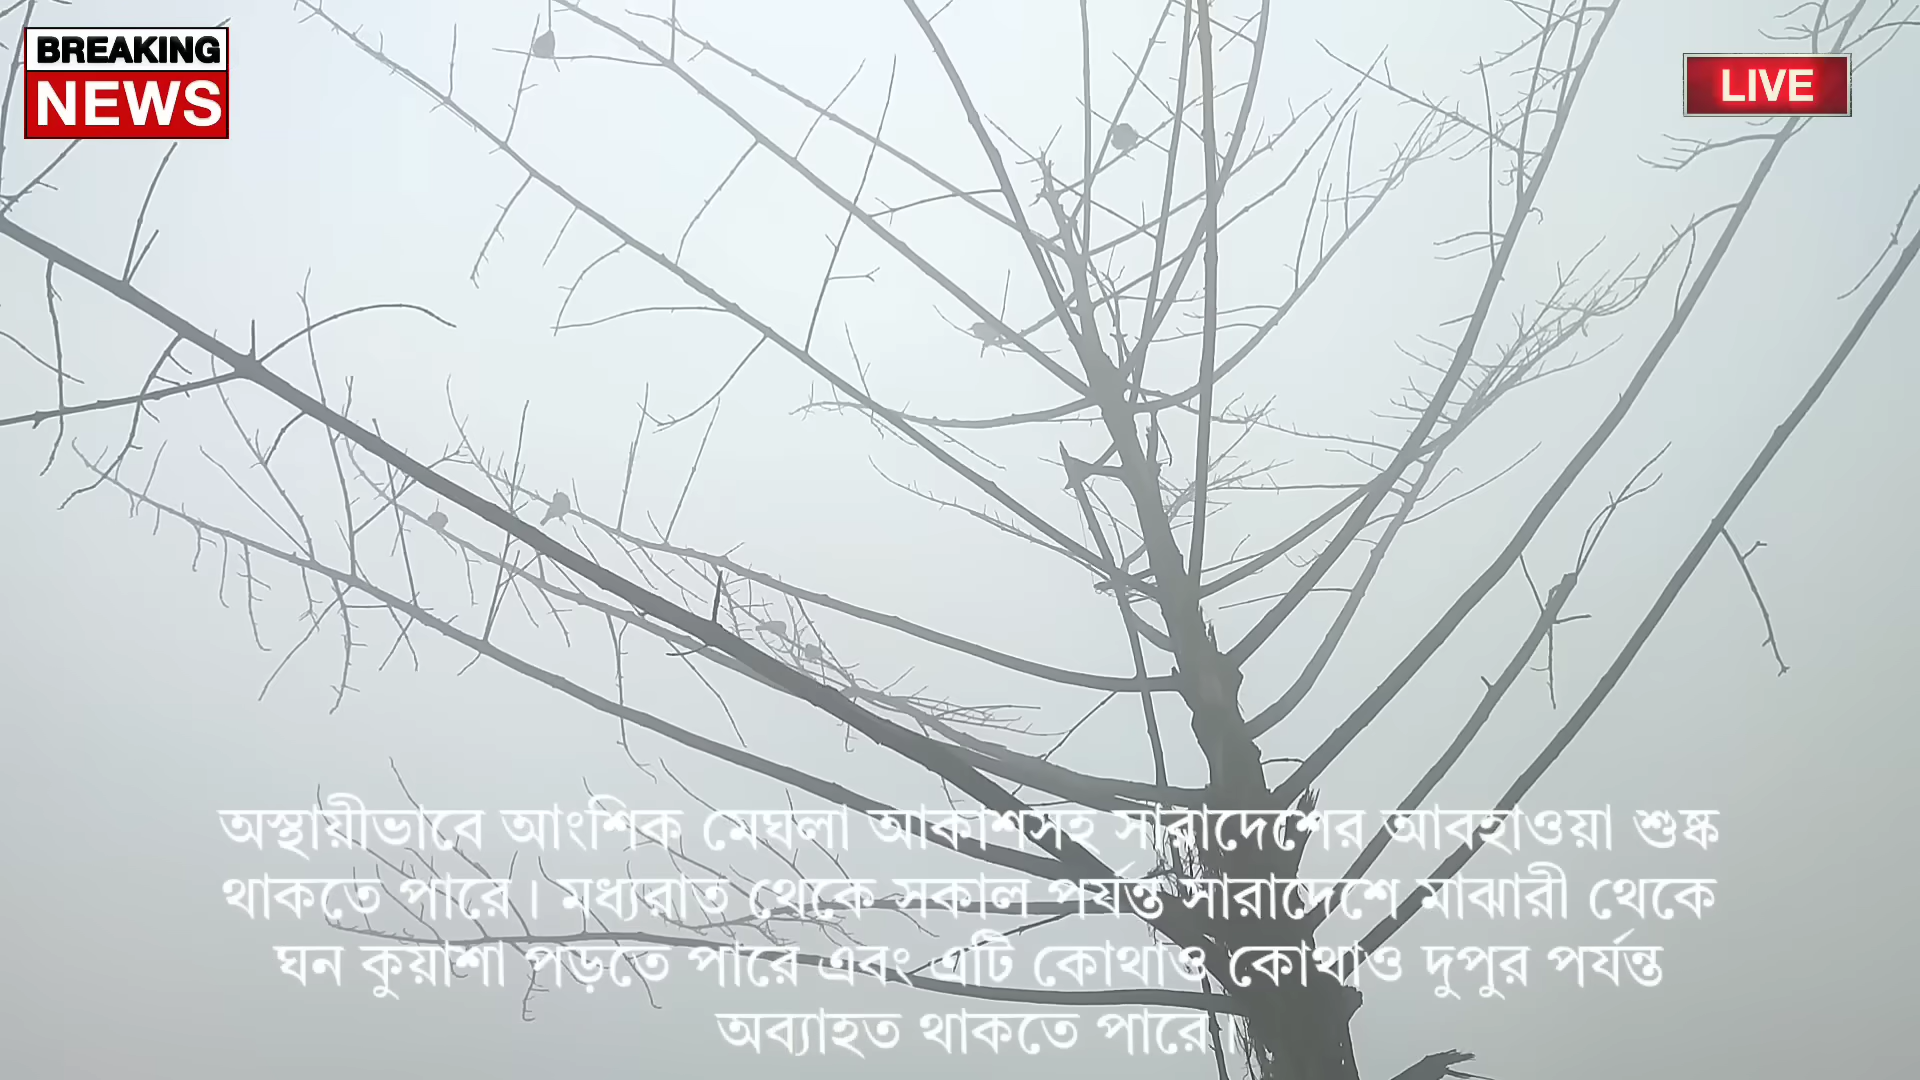 BREAKING
NEWS
LIVE
অস্থায়ীভাবে আংশিক মেঘলা আকাশসহ সারাদেশের আবহাওয়া শুষ্ক
থাকতে পারে। মধ্যরাত থেকে সকাল পর্যন্ত সারাদেশে মাঝারী থেকে
ঘন কুয়াশা পড়তে পারে এবং এটি কোথাও কোথাও দুপুর পর্যন্ত
অব্যাহত থাকতে পারে।